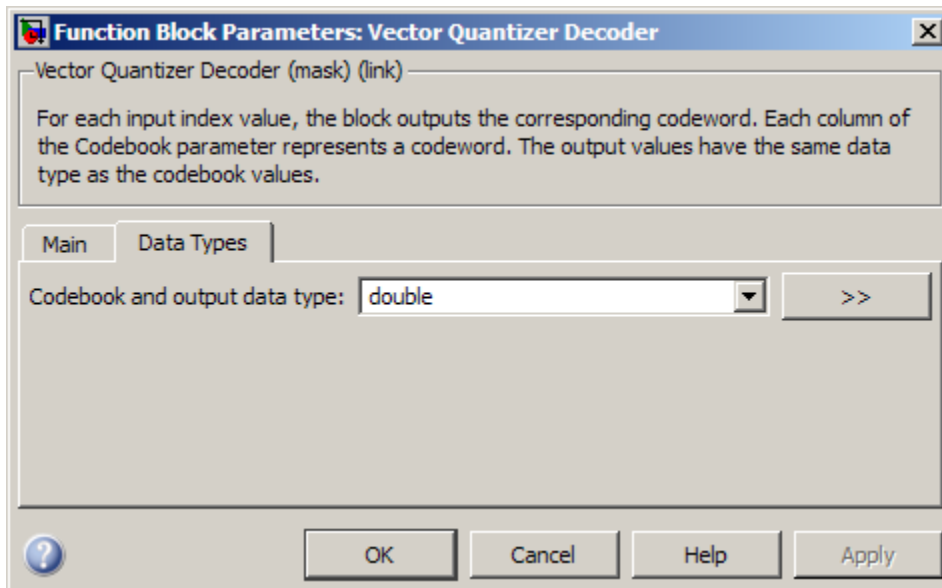 Function Block Parameters: Vector Quantizer Decoder
Vector Quantizer Decoder (mask) (link)
For each input index value, the block outputs the corresponding codeword. Each column of
the Codebook parameter represents a codeword. The output values have the same data
type as the codebook values.
Main Data Types
Codebook and output data type: double >>
OK Cancel Help Apply